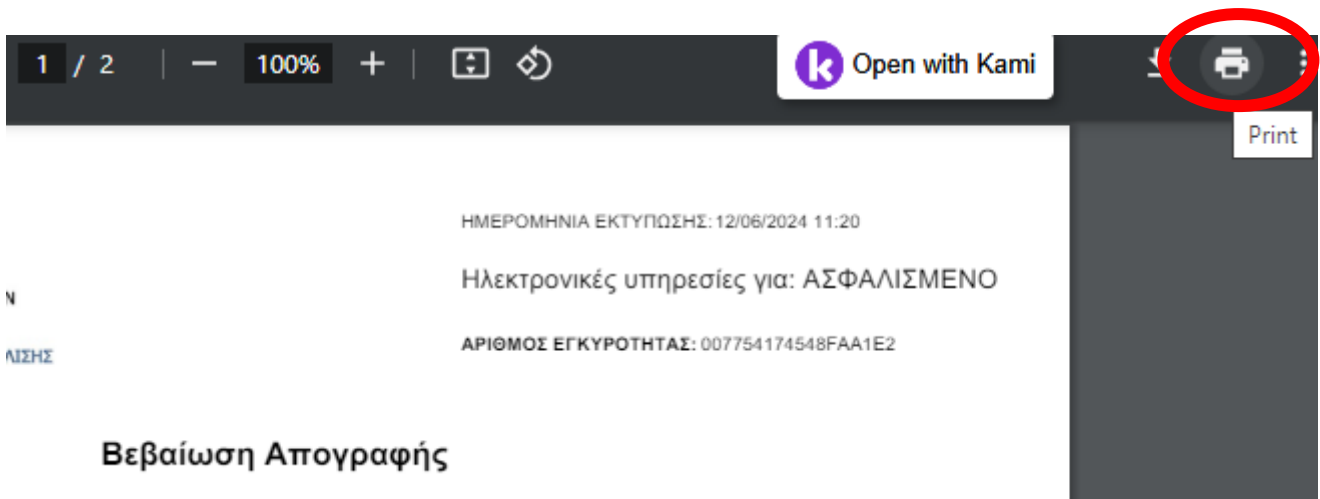 1 / 2 | − 100% + | Open with Kami
Print
ΗΜΕΡΟΜΗΝΙΑ ΕΚΤΥΠΩΣΗΣ: 12/06/2024 11:20
Ηλεκτρονικές υπηρεσίες για: ΑΣΦΑΛΙΣΜΕΝΟ
Ν
ΑΡΙΘΜΟΣ ΕΓΚΥΡΟΤΗΤΑΣ: 007754174548FAA1E2
ΛΙΣΗΣ
Βεβαίωση Απογραφής